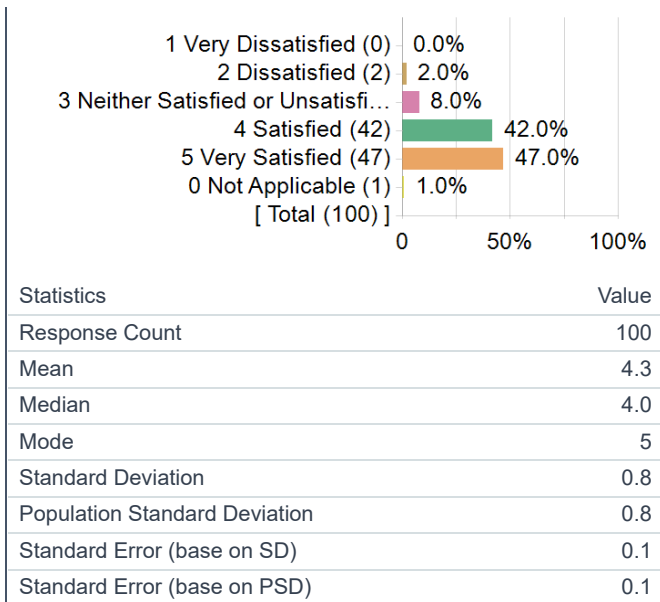 1 Very Dissatisfied (0) 0.0%
2 Dissatisfied (2) 2.0%
3 Neither Satisfied or Unsatisfi... 8.0%
4 Satisfied (42) 42.0%
5 Very Satisfied (47) 47.0%
0 Not Applicable (1) 1.0%
[ Total (100) ]
0 50% 100%
Statistics Value
Response Count 100
Mean 4.3
Median 4.0
Mode 5
Standard Deviation 0.8
Population Standard Deviation 0.8
Standard Error (base on SD) 0.1
Standard Error (base on PSD) 0.1